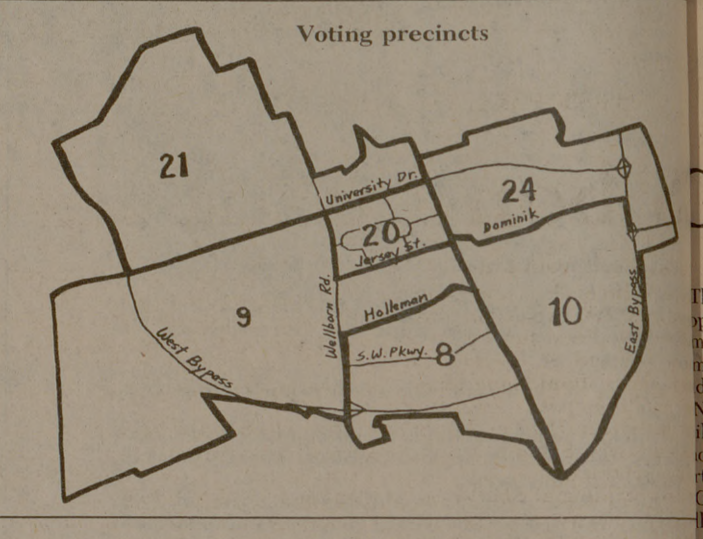 Voting precincts
21
University Dr.
24
20
Dominik
Jersey St.
9
Wellborn Rd.
Holleman
10
East Bypass
West Bypass
S.W. Pkwy.
8